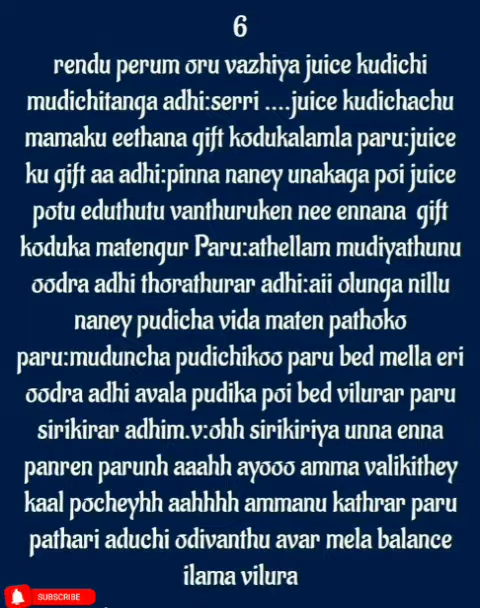 6
rendu perum oru vazhiya juice kudichi
mudichitanga adhi:serri ....juice kudichachu
mamaku eethana gift kodukalamla paru:juice
ku gift aa adhi:pinna naney unakaga poi juice
potu eduthutu vanthuruken nee ennana gift
koduka matengur Paru:athellam mudiyathunu
oodra adhi thorathurar adhi:aii olunga nillu
naney pudicha vida maten pathoko
paru:muduncha pudichikoo paru bed mella eri
oodra adhi avala pudika poi bed vilurar paru
sirikirar adhim.v:ohh sirikiriya unna enna
panren parunh aaahh ayooo amma valikithey
kaal pocheyhh aahhhh ammanu kathrar paru
pathari aduchi odivanthu avar mela balance
ilama vilura
SUBSCRIBE